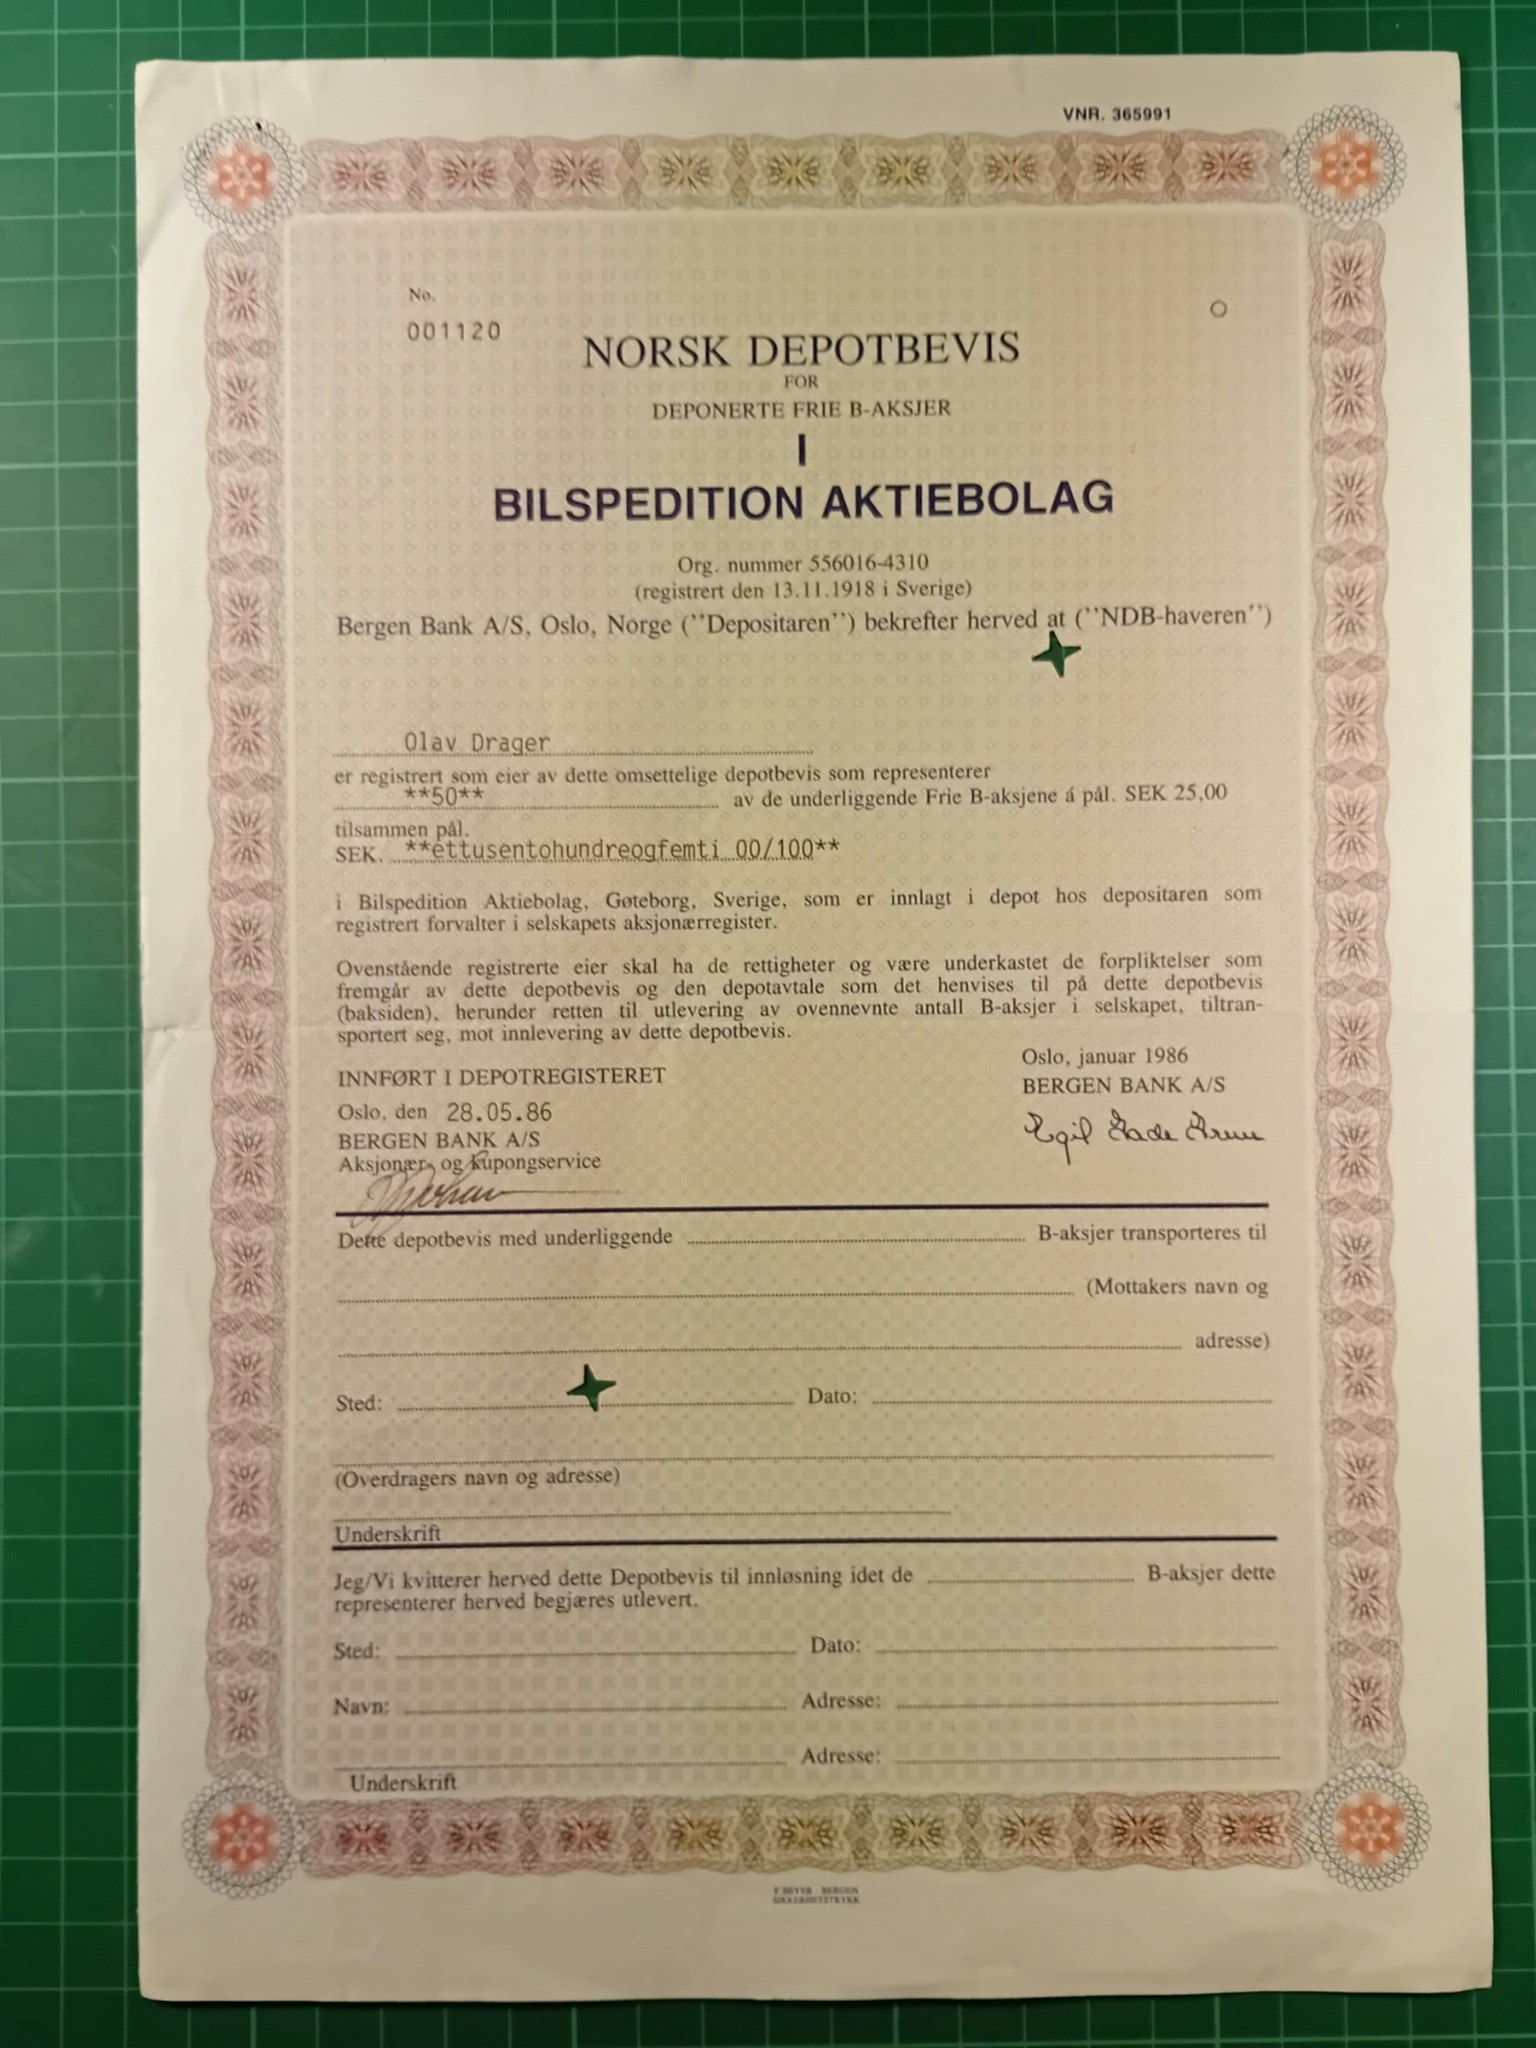 VNR. 365991
No.
001120
NORSK DEPOTBEVIS
FOR
DEPONERTE FRIE B-AKSJER
I
BILSPEDITION AKTIEBOLAG
Org. nummer 556016-4310
(registrert den 13.11.1918 i Sverige)
Bergen Bank A/S, Oslo, Norge (''Depositaren'') bekrefter herved at (''NDB-haveren'')
Olav Drager
er registrert som eier av dette omsettelige depotbevis som representerer
**50** av de underliggende Frie B-aksjene á pål. SEK 25,00
tilsammen pål.
SEK. **ettusentohundreogfemti 00/100**
i Bilspedition Aktiebolag, Gøteborg, Sverige, som er innlagt i depot hos depositaren som
registrert forvalter i selskapets aksjonærregister.
Ovenstående registrerte eier skal ha de rettigheter og være underkastet de forpliktelser som
fremgår av dette depotbevis og den depotavtale som det henvises til på dette depotbevis
(baksiden), herunder retten til utlevering av ovennevnte antall B-aksjer i selskapet, tiltran-
sportert seg, mot innlevering av dette depotbevis.
Oslo, januar 1986
INNFØRT I DEPOTREGISTERET
BERGEN BANK A/S
Oslo, den 28.05.86
BERGEN BANK A/S
Aksjonær- og kupongservice
Dette depotbevis med underliggende B-aksjer transporteres til
(Mottakers navn og
adresse)
Sted: Dato:
(Overdragers navn og adresse)
Underskrift
Jeg/Vi kvitterer herved dette Depotbevis til innløsning idet de B-aksjer dette
representerer herved begjæres utlevert.
Sted: Dato:
Navn: Adresse:
Adresse:
Underskrift
F. BEYER - BERGEN
SIKKERHETSTRYKK